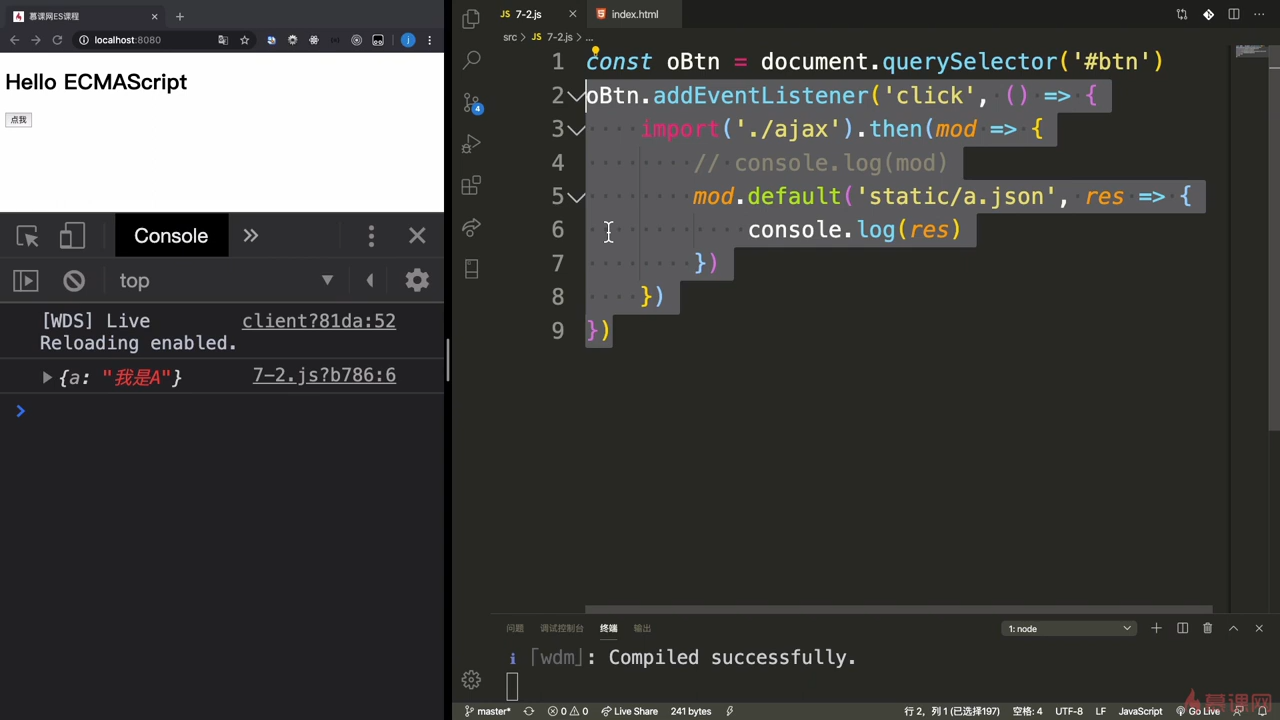 慕课网ES课程
localhost:8080
Hello ECMAScript
点我
Console
top
[WDS] Live
Reloading enabled.
client?81da:52
{a: "我是A"}
7-2.js?b786:6
7-2.js
index.html
src > JS 7-2.js > ...
1 const oBtn = document.querySelector('#btn')
2 oBtn.addEventListener('click', () => {
3 import('./ajax').then(mod => {
4 // console.log(mod)
5 mod.default('static/a.json', res => {
6 console.log(res)
7 })
8 })
9 })
问题 调试控制台 终端 输出
1: node
i ｢wdm｣: Compiled successfully.
master* 0 0 Live Share 241 bytes
行 2, 列 1 (已选择197) 空格: 4 UTF-8 LF JavaScript Go Live
4
慕课网